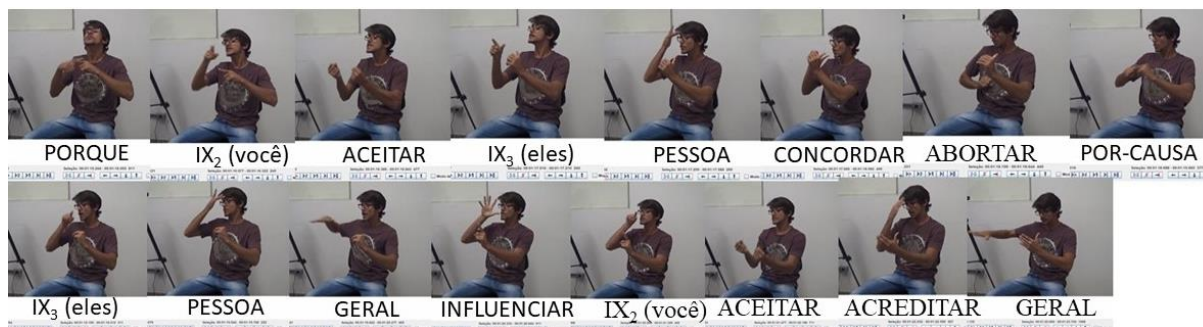 PORQUE IX₂ (você) ACEITAR IX₃ (eles) PESSOA CONCORDAR ABORTAR POR-CAUSA
IX₃ (eles) PESSOA GERAL INFLUENCIAR IX₂ (você) ACEITAR ACREDITAR GERAL